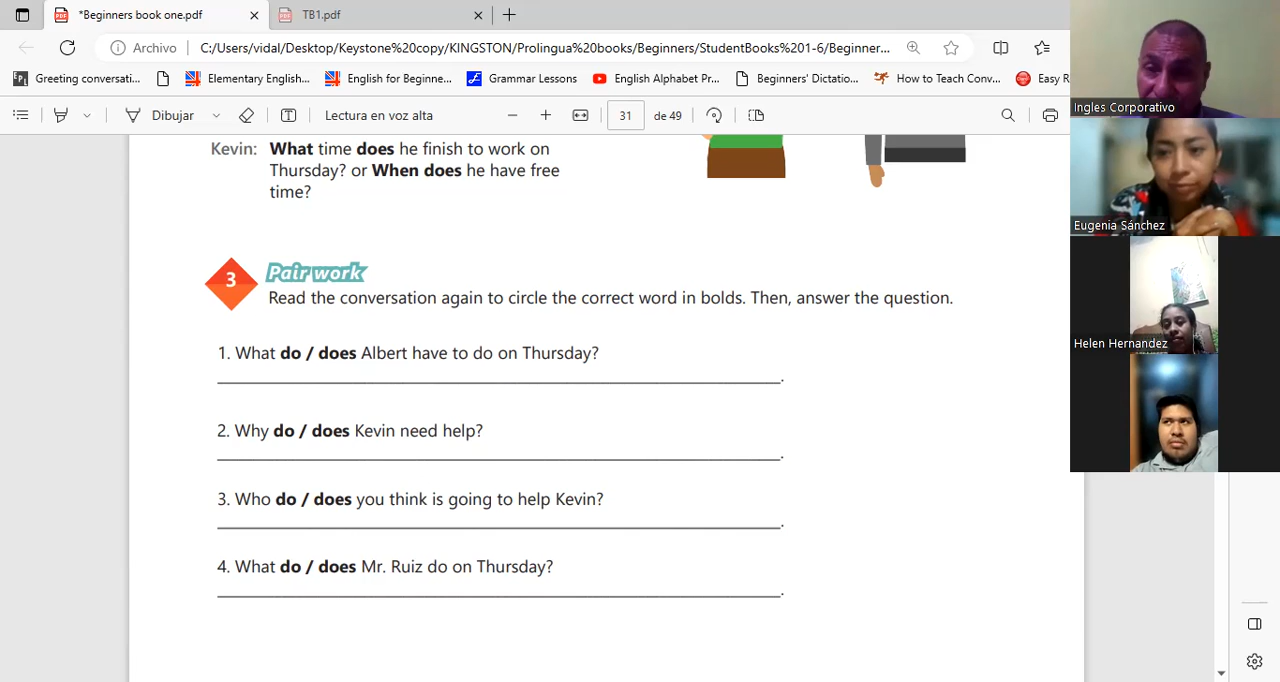 *Beginners book one.pdf
TB1.pdf
Archivo
C:/Users/vidal/Desktop/Keystone%20copy/KINGSTON/Prolingua%20books/Beginners/StudentBooks%201-6/Beginner...
Greeting conversati...
Elementary English...
English for Beginne...
Grammar Lessons
English Alphabet Pr...
Beginners' Dictatio...
How to Teach Conv...
Easy R
Dibujar
Lectura en voz alta
31
de 49
Kevin: What time does he finish to work on
Thursday? or When does he have free
time?
3
Pair work
Read the conversation again to circle the correct word in bolds. Then, answer the question.
1. What do / does Albert have to do on Thursday?
2. Why do / does Kevin need help?
3. Who do / does you think is going to help Kevin?
4. What do / does Mr. Ruiz do on Thursday?
Ingles Corporativo
Eugenia Sánchez
Helen Hernandez